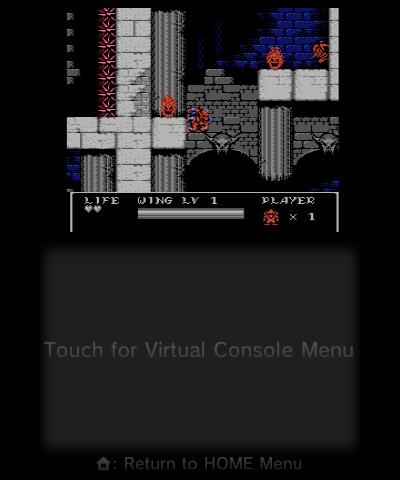 LIFE WING LV 1 PLAYER
× 1
Touch for Virtual Console Menu
: Return to HOME Menu